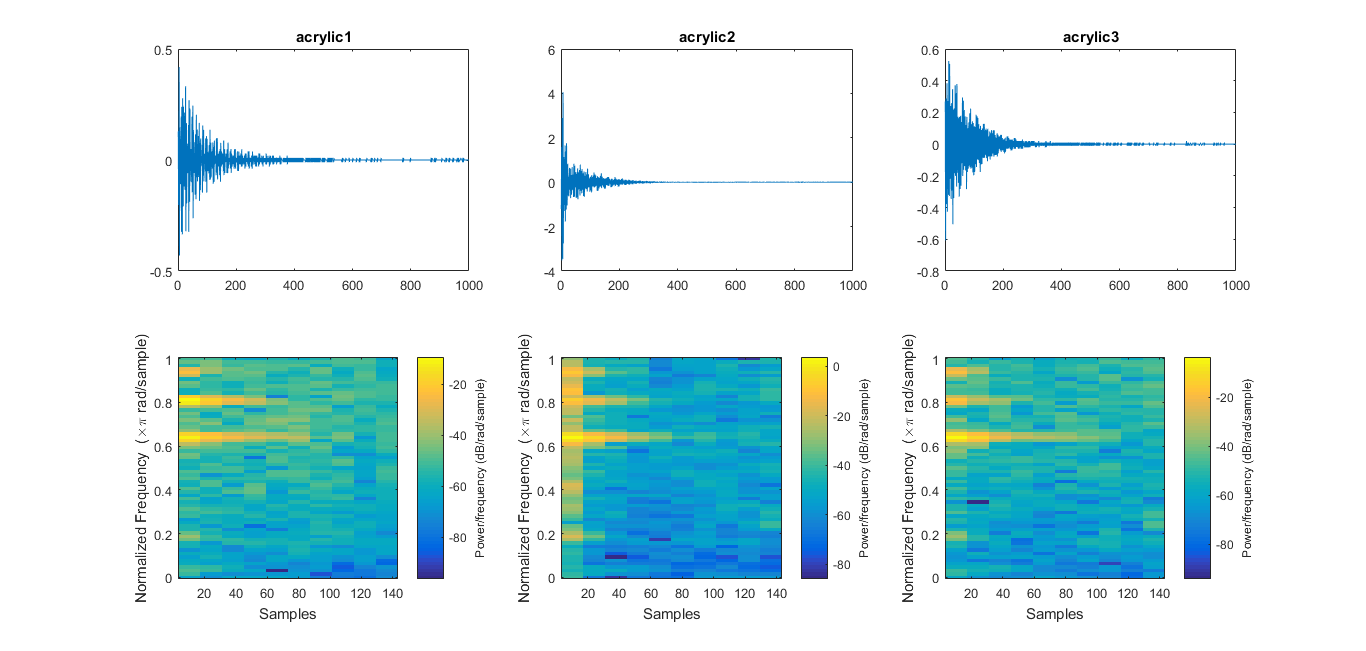 acrylic1
0.5
0
-0.5
0 200 400 600 800 1000
acrylic2
6
4
2
0
-2
-4
0 200 400 600 800 1000
acrylic3
0.6
0.4
0.2
0
-0.2
-0.4
-0.6
-0.8
0 200 400 600 800 1000
Normalized Frequency (×π rad/sample)
1
0.8
0.6
0.4
0.2
0
20 40 60 80 100 120 140
Samples
-20
-40
-60
-80
Power/frequency (dB/rad/sample)
Normalized Frequency (×π rad/sample)
1
0.8
0.6
0.4
0.2
0
20 40 60 80 100 120 140
Samples
0
-20
-40
-60
-80
Power/frequency (dB/rad/sample)
Normalized Frequency (×π rad/sample)
1
0.8
0.6
0.4
0.2
0
20 40 60 80 100 120 140
Samples
-20
-40
-60
-80
Power/frequency (dB/rad/sample)